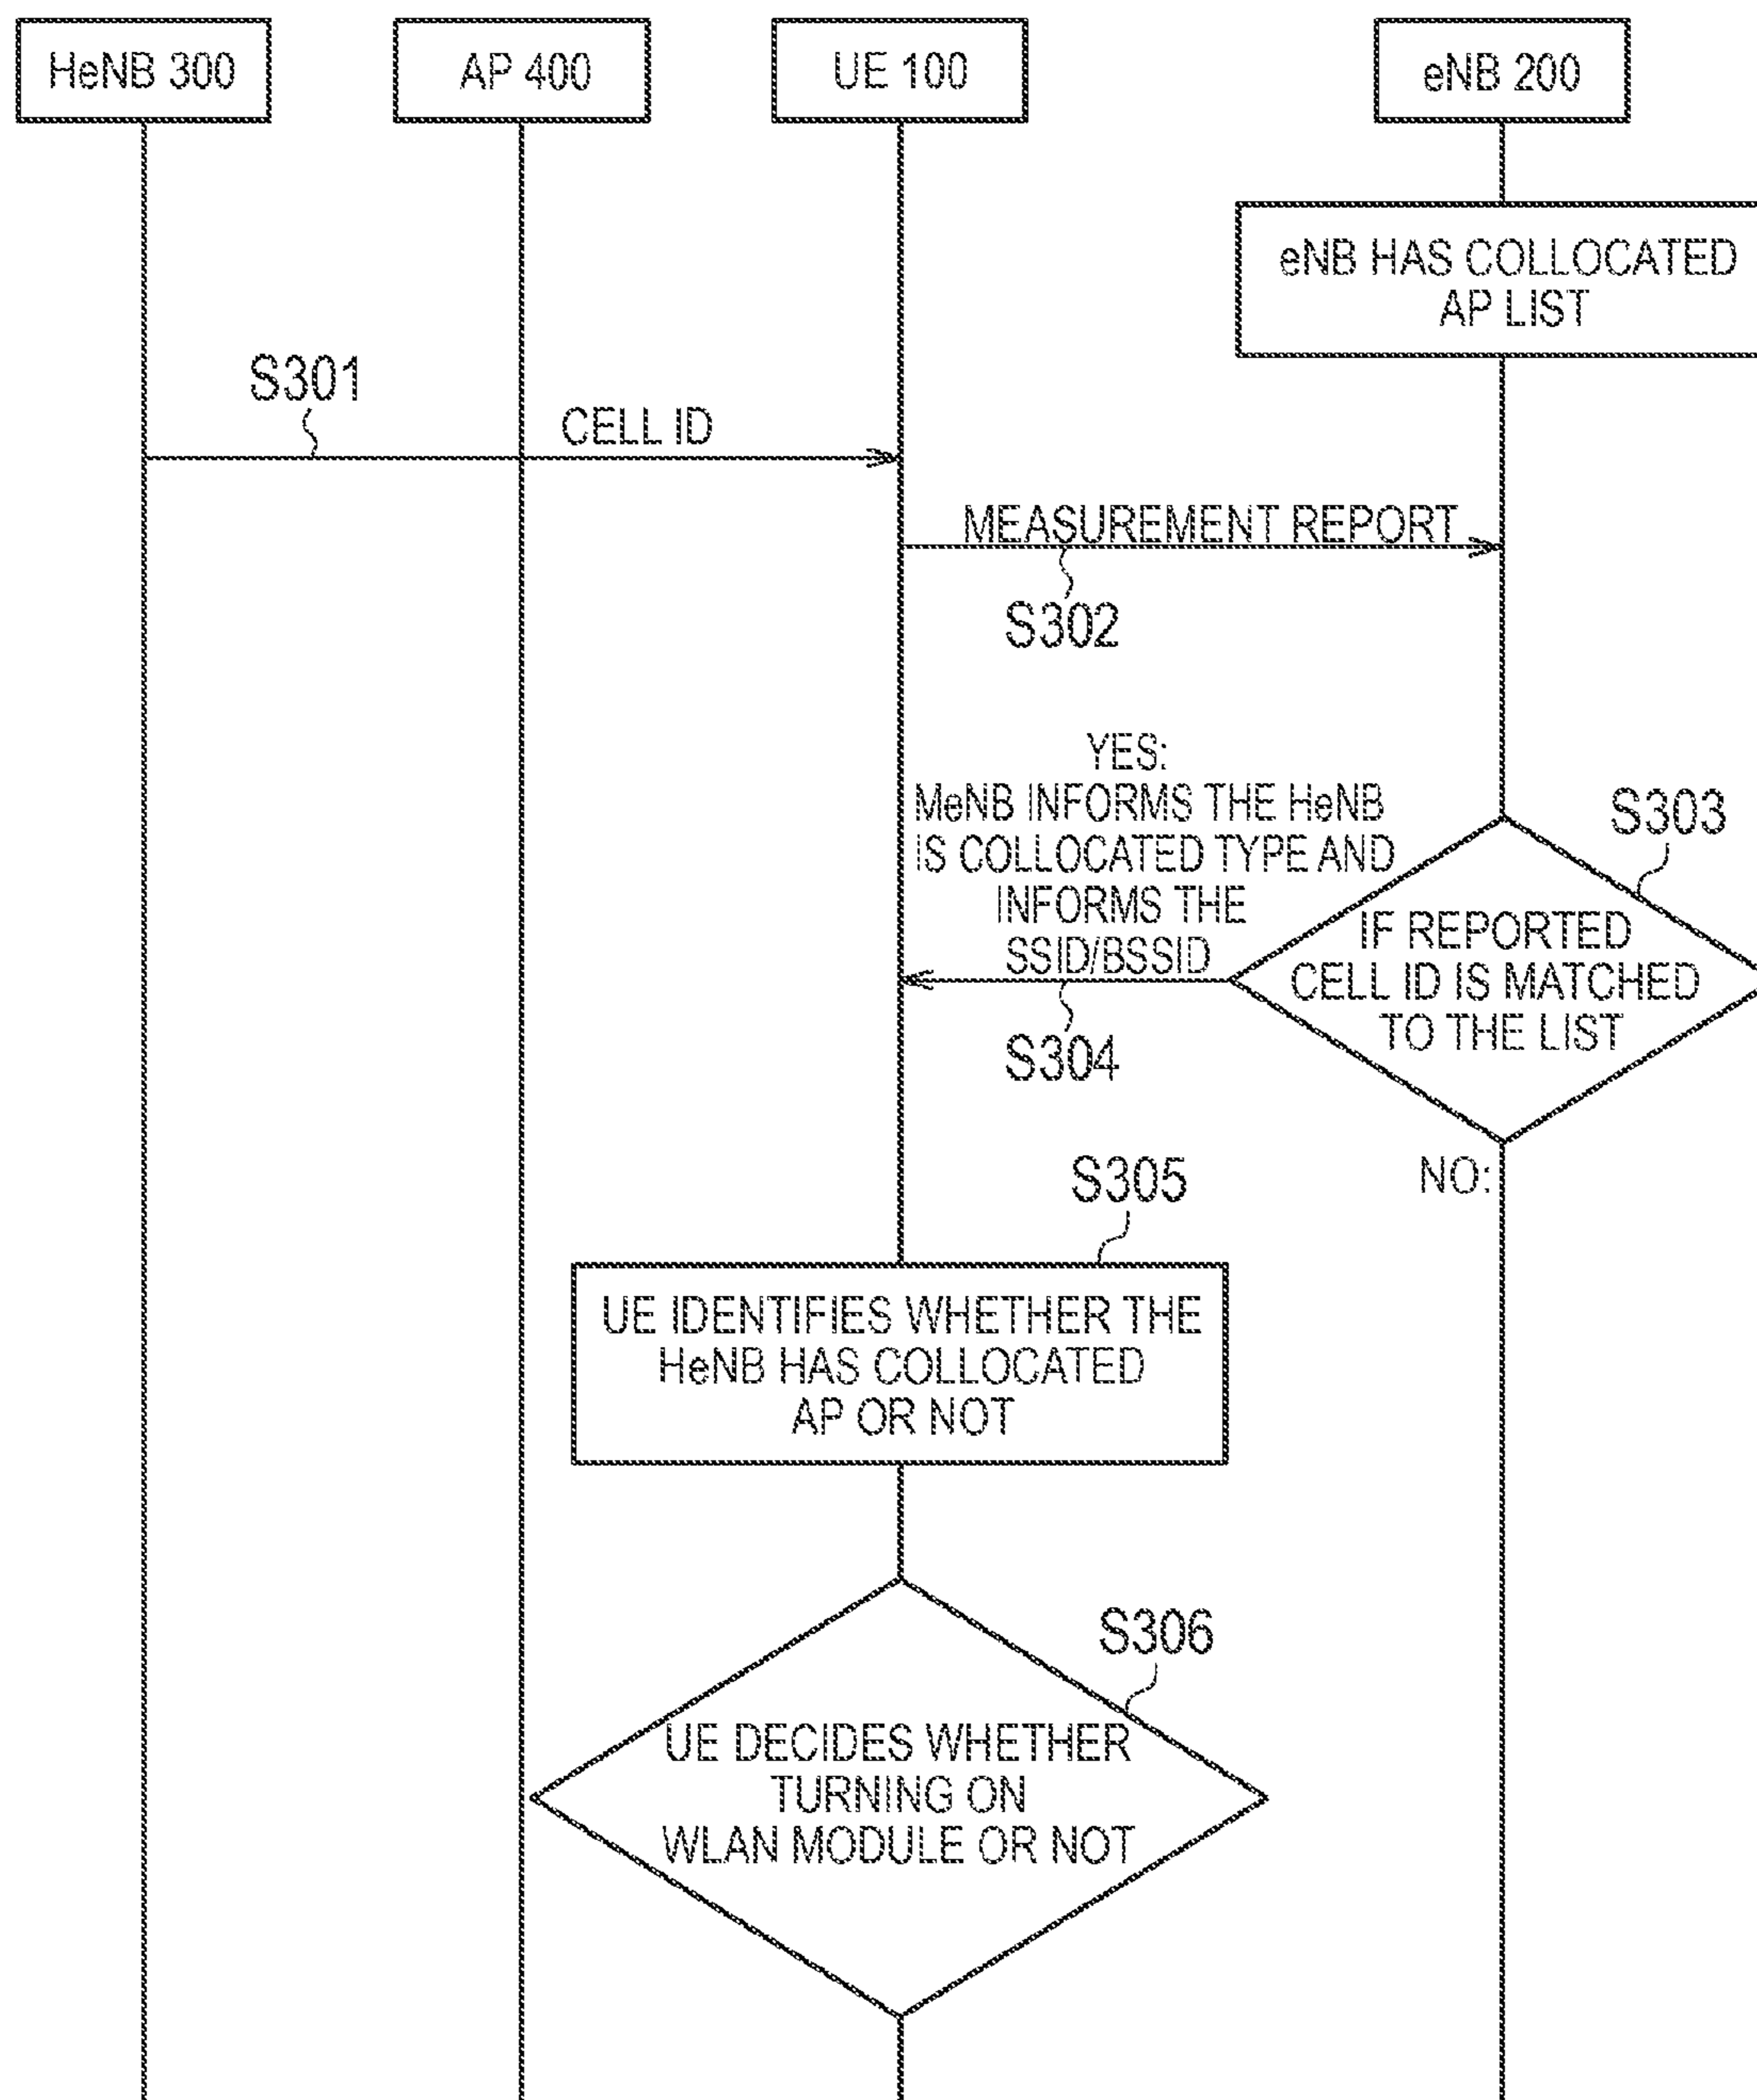 HeNB 300
AP 400
UE 100
eNB 200
eNB HAS COLLOCATED
AP LIST
S301
CELL ID
MEASUREMENT REPORT
S302
YES:
MeNB INFORMS THE HeNB
IS COLLOCATED TYPE AND
INFORMS THE
SSID/BSSID
S303
IF REPORTED
CELL ID IS MATCHED
TO THE LIST
S304
NO:
S305
UE IDENTIFIES WHETHER THE
HeNB HAS COLLOCATED
AP OR NOT
S306
UE DECIDES WHETHER
TURNING ON
WLAN MODULE OR NOT